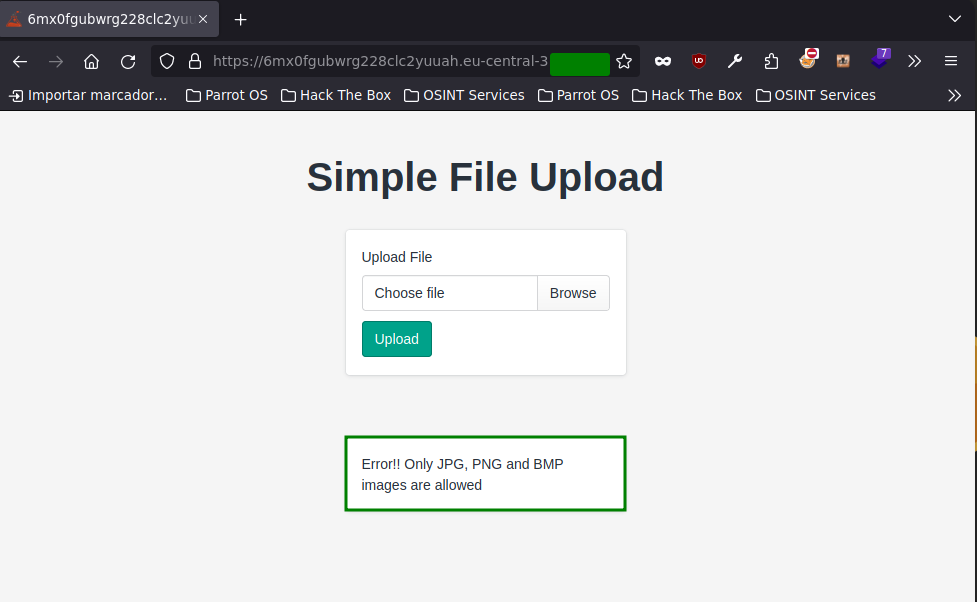 6mx0fgubwrg228clc2yuu
https://6mx0fgubwrg228clc2yuuah.eu-central-3
7
Importar marcador... Parrot OS Hack The Box OSINT Services Parrot OS Hack The Box OSINT Services
Simple File Upload
Upload File
Choose file Browse
Upload
Error!! Only JPG, PNG and BMP
images are allowed